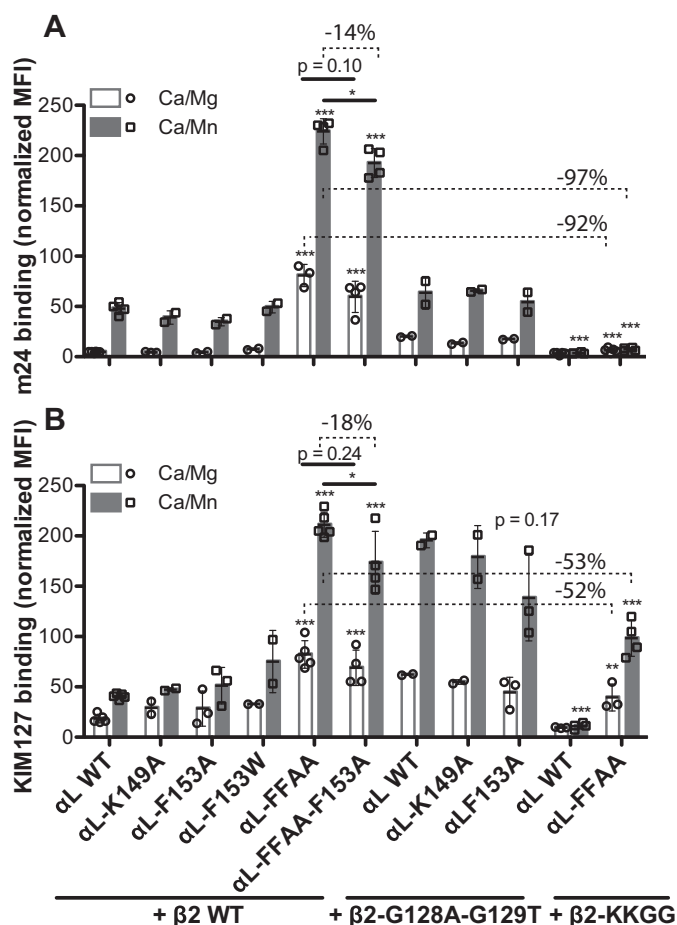 A
-14%
p = 0.10
Ca/Mg
Ca/Mn
*
***
***
***
***
-97%
-92%
***
***
***
m24 binding (normalized MFI)
250
200
150
100
50
0
B
-18%
p = 0.24
Ca/Mg
Ca/Mn
*
***
***
p = 0.17
-53%
-52%
***
***
***
**
***
KIM127 binding (normalized MFI)
250
200
150
100
50
0
αL WT
αL-K149A
αL-F153A
αL-F153W
αL-FFAA
αL-FFAA-F153A
αL WT
αL-K149A
αLF153A
αL WT
αL-FFAA
+ β2 WT
+ β2-G128A-G129T
+ β2-KKGG